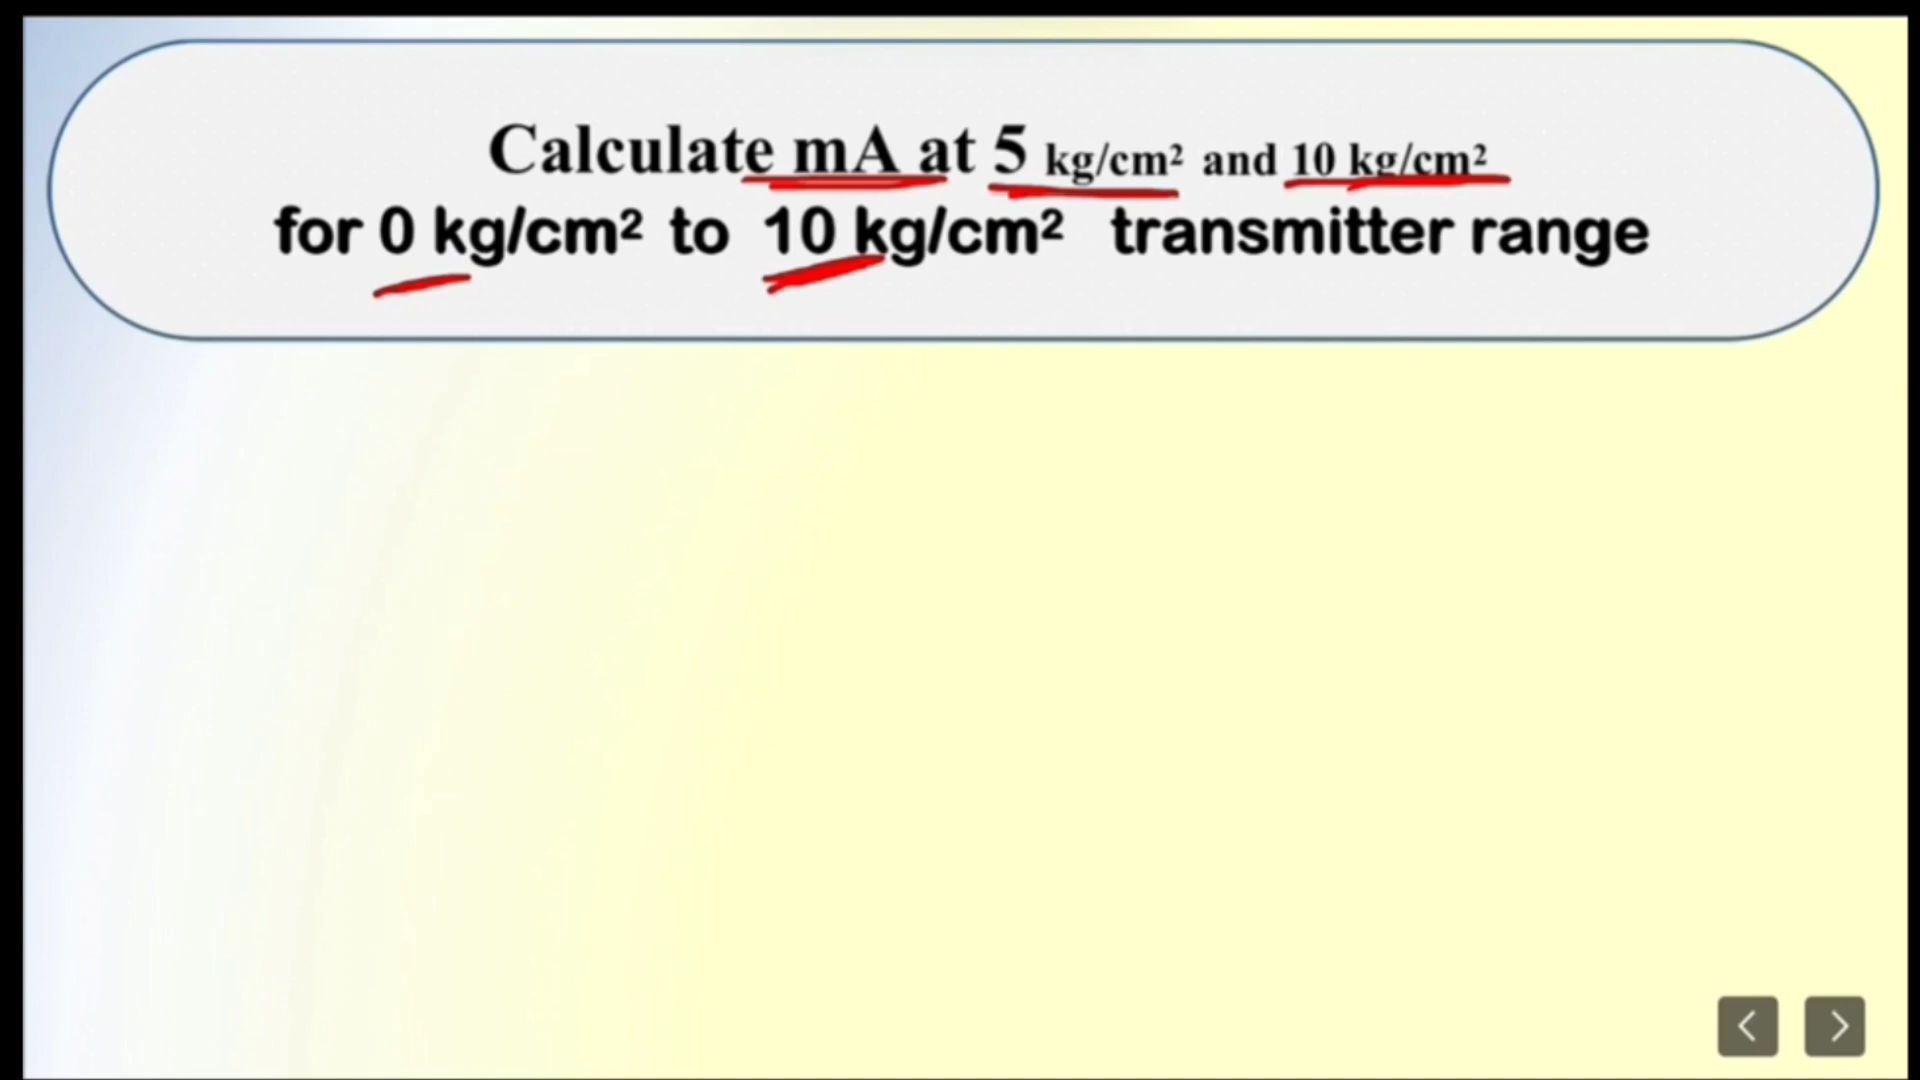 Calculate mA at 5 kg/cm² and 10 kg/cm²
for 0 kg/cm² to 10 kg/cm² transmitter range